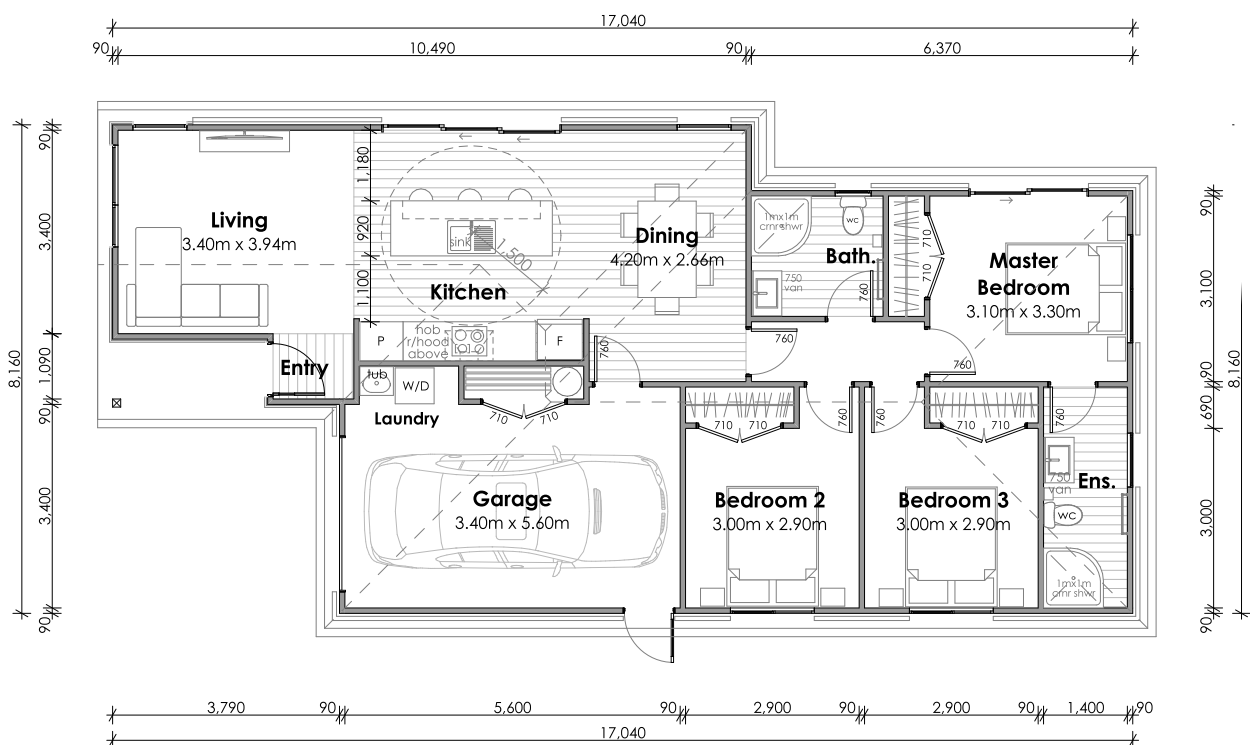 17,040
90
10,490
90
6,370
90
3,400
1,090
90
3,400
90
8,160
1,180
920
1,100
Living
3.40m x 3.94m
sink
1,500
Kitchen
Dining
4.20m x 2.66m
P
hob
r/hood
above
F
760
1mx1m
crnr shwr
wc
Bath.
750
van
760
710
710
Master
Bedroom
3.10m x 3.30m
760
760
Entry
tub
W/D
Laundry
710
710
Garage
3.40m x 5.60m
710
710
760
Bedroom 2
3.00m x 2.90m
760
710
710
Bedroom 3
3.00m x 2.90m
760
750
van
Ens.
WC
1mx1m
crnr shwr
90
3,100
90
690
3,000
90
8,160
3,790
90
5,600
90
2,900
90
2,900
90
1,400
90
17,040